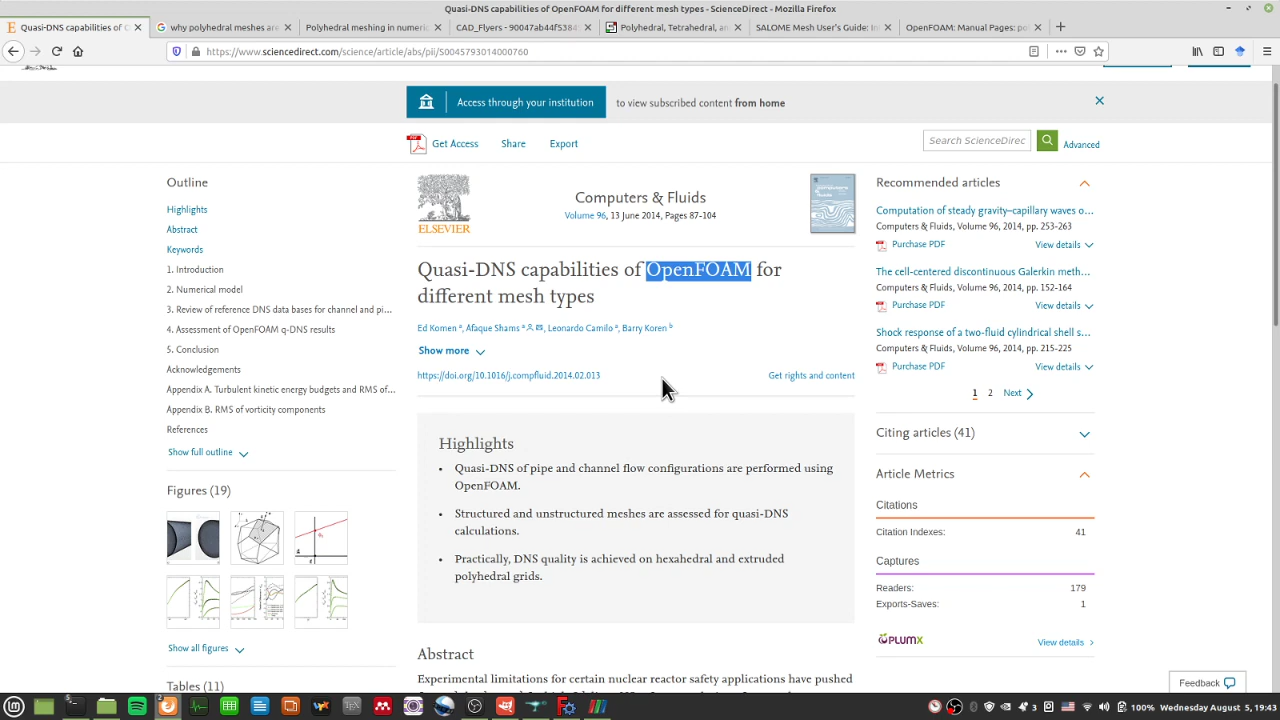 Quasi-DNS capabilities of OpenFOAM for different mesh types - ScienceDirect - Mozilla Firefox
Quasi-DNS capabilities of O
why polyhedral meshes are
Polyhedral meshing in numeric
CAD_Flyers - 90047ab44f5384
Polyhedral, Tetrahedral, and
SALOME Mesh User's Guide: In
OpenFOAM: Manual Pages: po
https://www.sciencedirect.com/science/article/abs/pii/S0045793014000760
Access through your institution
to view subscribed content from home
Get Access
Share
Export
Search ScienceDirec
Advanced
Outline
Highlights
Abstract
Keywords
1. Introduction
2. Numerical model
3. Review of reference DNS data bases for channel and pi...
4. Assessment of OpenFOAM q-DNS results
5. Conclusion
Acknowledgements
Appendix A. Turbulent kinetic energy budgets and RMS of...
Appendix B. RMS of vorticity components
References
Show full outline
Figures (19)
Show all figures
Tables (11)
ELSEVIER
Computers & Fluids
Volume 96, 13 June 2014, Pages 87-104
Quasi-DNS capabilities of OpenFOAM for
different mesh types
Ed Komen a, Afaque Shams a, Leonardo Camilo a, Barry Koren b
Show more
https://doi.org/10.1016/j.compfluid.2014.02.013
Get rights and content
Highlights
• Quasi-DNS of pipe and channel flow configurations are performed using
OpenFOAM.
• Structured and unstructured meshes are assessed for quasi-DNS
calculations.
• Practically, DNS quality is achieved on hexahedral and extruded
polyhedral grids.
Abstract
Experimental limitations for certain nuclear reactor safety applications have pushed
Recommended articles
Computation of steady gravity–capillary waves o...
Computers & Fluids, Volume 96, 2014, pp. 253-263
Purchase PDF
View details
The cell-centered discontinuous Galerkin meth...
Computers & Fluids, Volume 96, 2014, pp. 152-164
Purchase PDF
View details
Shock response of a two-fluid cylindrical shell s...
Computers & Fluids, Volume 96, 2014, pp. 215-225
Purchase PDF
View details
1 2 Next
Citing articles (41)
Article Metrics
Citations
Citation Indexes: 41
Captures
Readers: 179
Exports-Saves: 1
PLUMX
View details
Feedback
3
100%
Wednesday August 5, 19:43